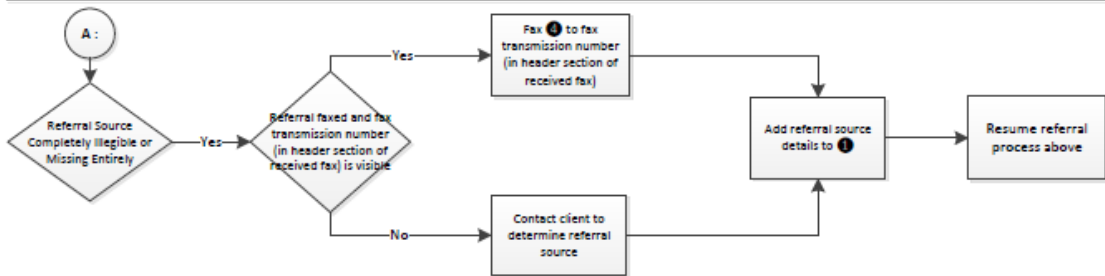 A :
Referral Source
Completely Illegible or
Missing Entirely
Yes
Referral faxed and fax
transmission number
(in header section of
received fax) is visible
Yes
Fax ❹ to fax
transmission number
(in header section of
received fax)
No
Contact client to
determine referral
source
Add referral source
details to ❶
Resume referral
process above